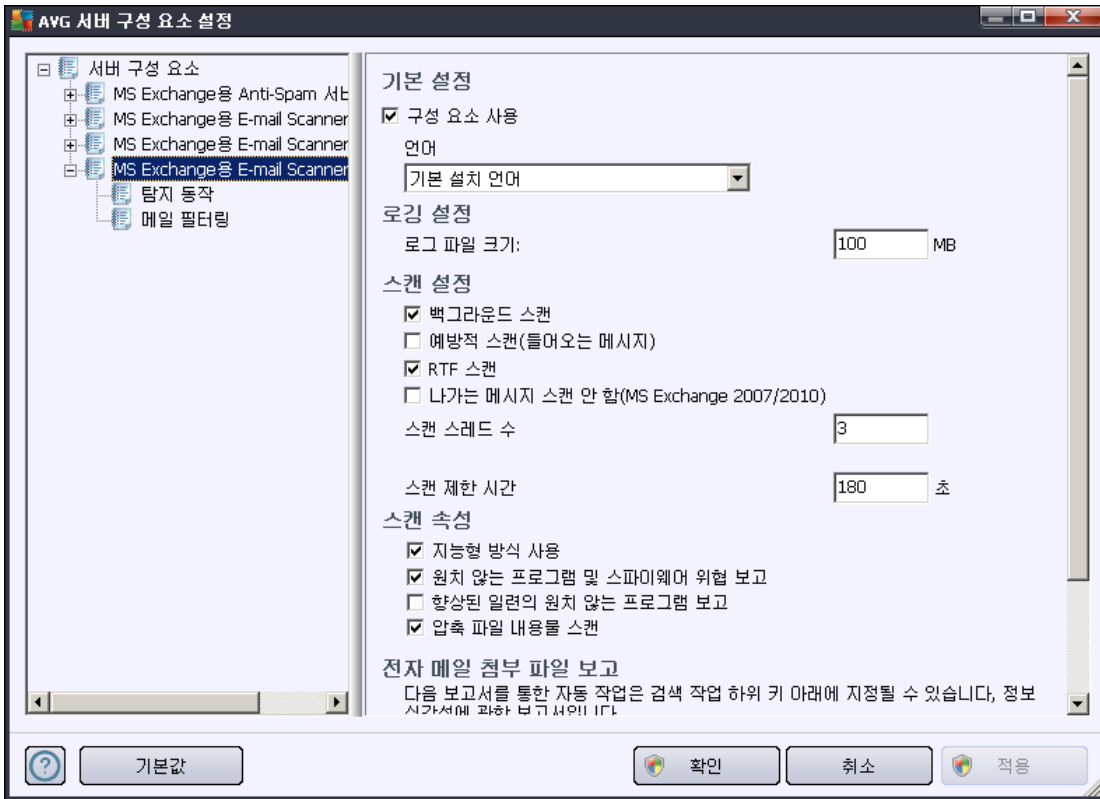 AVG 서버 구성 요소 설정
서버 구성 요소
MS Exchange용 Anti-Spam
MS Exchange용 E-mail Scanner
MS Exchange용 E-mail Scanner
MS Exchange용 E-mail Scanner
탐지 동작
메일 필터링
기본 설정
구성 요소 사용
언어
기본 설치 언어
로깅 설정
로그 파일 크기:
100 MB
스캔 설정
백그라운드 스캔
예방적 스캔(들어오는 메시지)
RTF 스캔
나가는 메시지 스캔 안 함(MS Exchange 2007/2010)
스캔 스레드 수
3
스캔 제한 시간
180 초
스캔 속성
지능형 방식 사용
원치 않는 프로그램 및 스파이웨어 위협 보고
향상된 일련의 원치 않는 프로그램 보고
압축 파일 내용물 스캔
전자 메일 첨부 파일 보고
다음 보고서를 통한 자동 작업은 검색 작업 하위 키 아래에 지정될 수 있습니다, 정보
관한 보고서입니다
기본값
확인
취소
적용